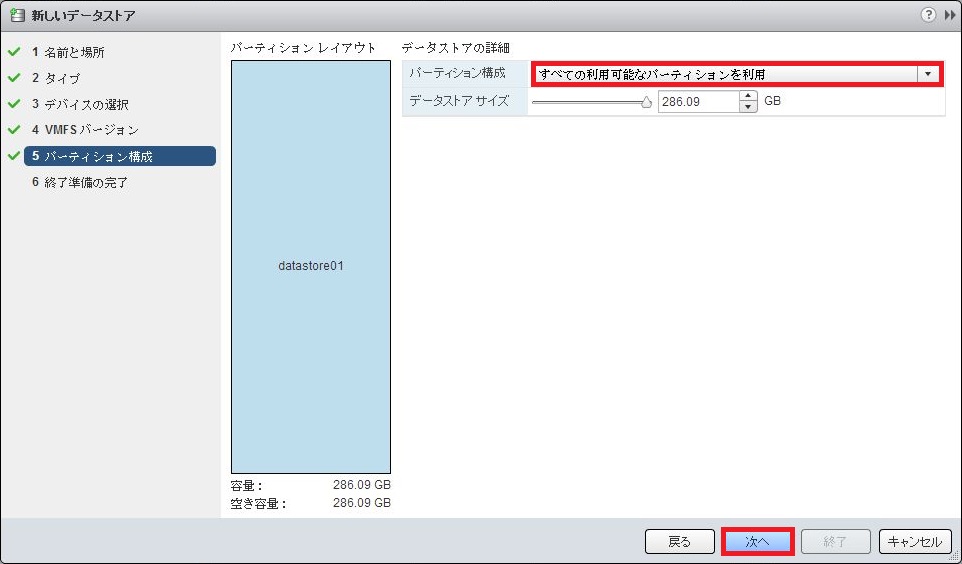 新しいデータストア
1 名前と場所
2 タイプ
3 デバイスの選択
4 VMFS バージョン
5 パーティション構成
6 終了準備の完了
パーティション レイアウト
datastore01
容量： 286.09 GB
空き容量： 286.09 GB
データストアの詳細
パーティション構成 すべての利用可能なパーティションを利用
データストア サイズ 286.09 GB
戻る 次へ 終了 キャンセル